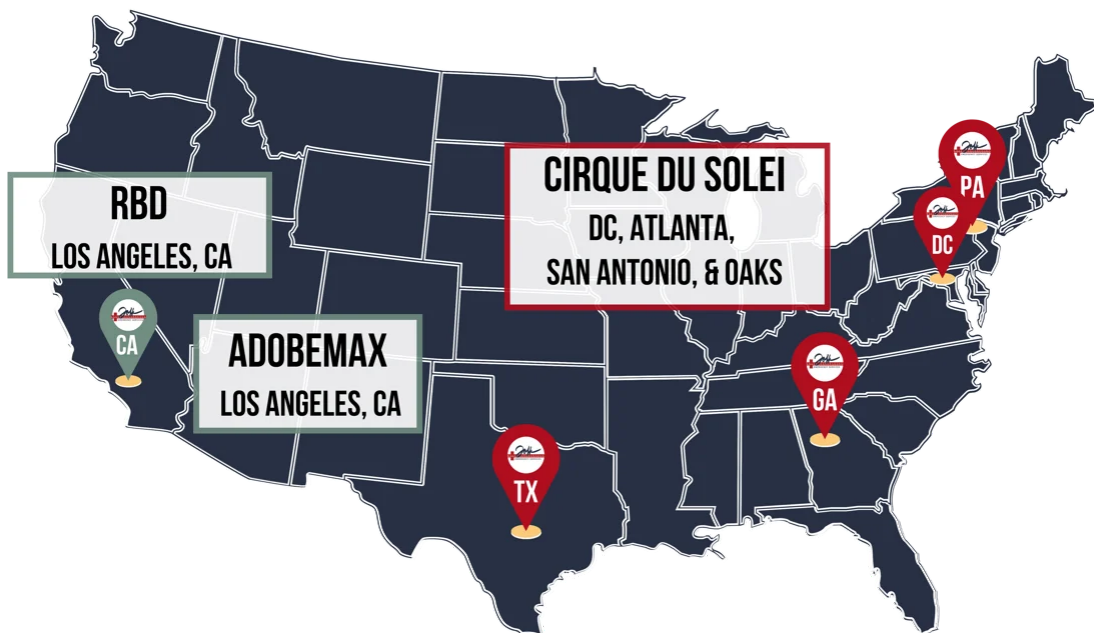 RBD
LOS ANGELES, CA
CIRQUE DU SOLEI
DC, ATLANTA,
SAN ANTONIO, & OAKS
ADOBEMAX
LOS ANGELES, CA
PA
DC
CA
GA
TX